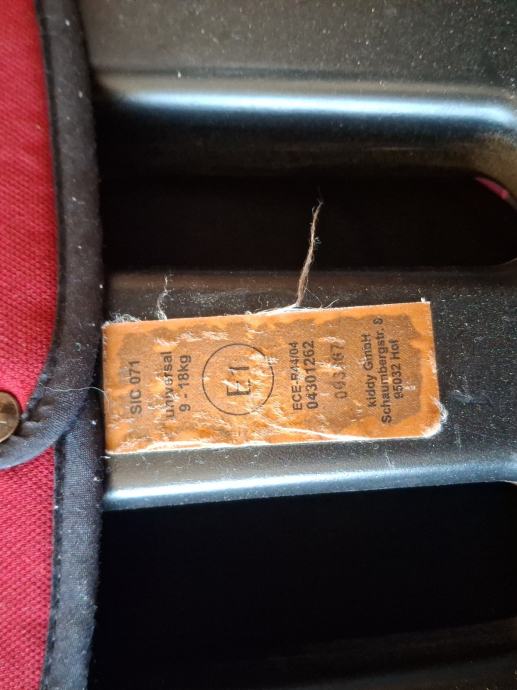 SIC 071
universal
9 - 18kg
E1
ECE-R44/04
04301262
kiddy GmbH
Schaumbergstr. 8
95032 Hof